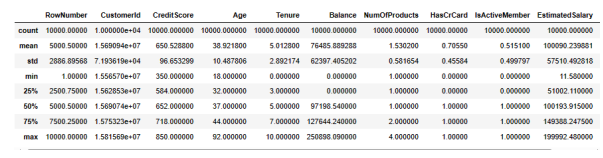 RowNumber CustomerId CreditScore Age Tenure Balance NumOfProducts HasCrCard IsActiveMember EstimatedSalary
count 10000.00000 1.000000e+04 10000.000000 10000.000000 10000.000000 10000.000000 10000.000000 10000.00000 10000.000000 10000.000000
mean 5000.50000 1.569094e+07 650.528800 38.921800 5.012800 76485.889288 1.530200 0.70550 0.515100 100090.239881
std 2886.89568 7.193619e+04 96.653299 10.487806 2.892174 62397.405202 0.581654 0.45584 0.499797 57510.492818
min 1.00000 1.556570e+07 350.000000 18.000000 0.000000 0.000000 1.000000 0.00000 0.000000 11.580000
25% 2500.75000 1.562853e+07 584.000000 32.000000 3.000000 0.000000 1.000000 0.00000 0.000000 51002.110000
50% 5000.50000 1.569074e+07 652.000000 37.000000 5.000000 97198.540000 1.000000 1.00000 1.000000 100193.915000
75% 7500.25000 1.575323e+07 718.000000 44.000000 7.000000 127644.240000 2.000000 1.00000 1.000000 149388.247500
max 10000.00000 1.581569e+07 850.000000 92.000000 10.000000 250898.090000 4.000000 1.00000 1.000000 199992.480000